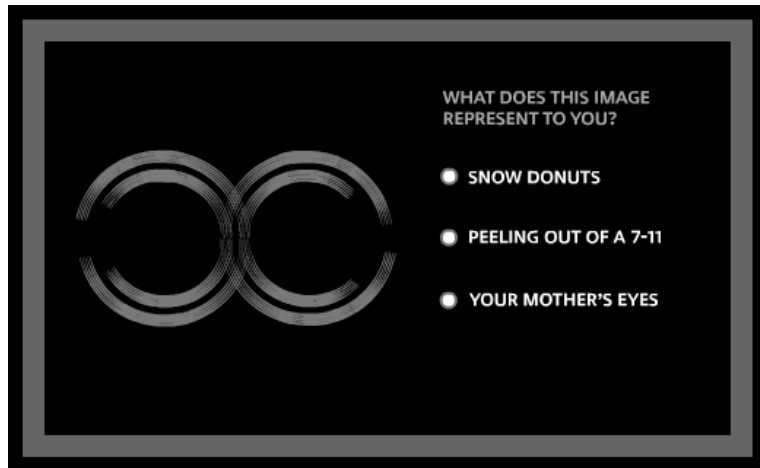 WHAT DOES THIS IMAGE
REPRESENT TO YOU?
SNOW DONUTS
PEELING OUT OF A 7-11
YOUR MOTHER'S EYES